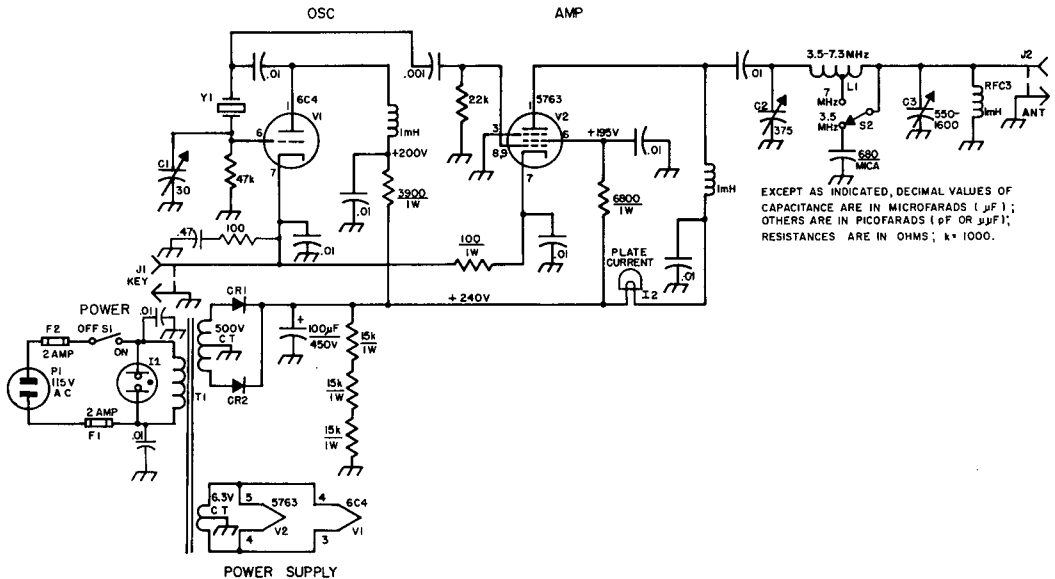 OSC
AMP
.01
Y1
6C4
1
V1
6
7
C1
30
47k
1mH
+200V
.01
3900
1W
.47
100
.01
J1
KEY
.001
22k
5763
1
V2
3
8,9
6
7
+195V
.01
6800
1W
100
1W
.01
PLATE
CURRENT
I2
.01
1mH
.01
3.5-7.3MHz
L1
7
MHz
3.5
MHz
S2
C2
375
680
MICA
C3
550-
1600
RFC3
1mH
J2
ANT
EXCEPT AS INDICATED, DECIMAL VALUES OF
CAPACITANCE ARE IN MICROFARADS ( µF ) ;
OTHERS ARE IN PICOFARADS ( pF OR µµF);
RESISTANCES ARE IN OHMS ; k= 1000.
POWER
.01
F2
2 AMP
OFF S1
ON
P1
115V
A C
I1
2 AMP
F1
.01
T1
CR1
500V
C T
CR2
+
100µF
450V
+ 240V
15k
1W
15k
1W
15k
1W
6.3V
C T
5
5763
V2
4
4
6C4
V1
3
POWER SUPPLY